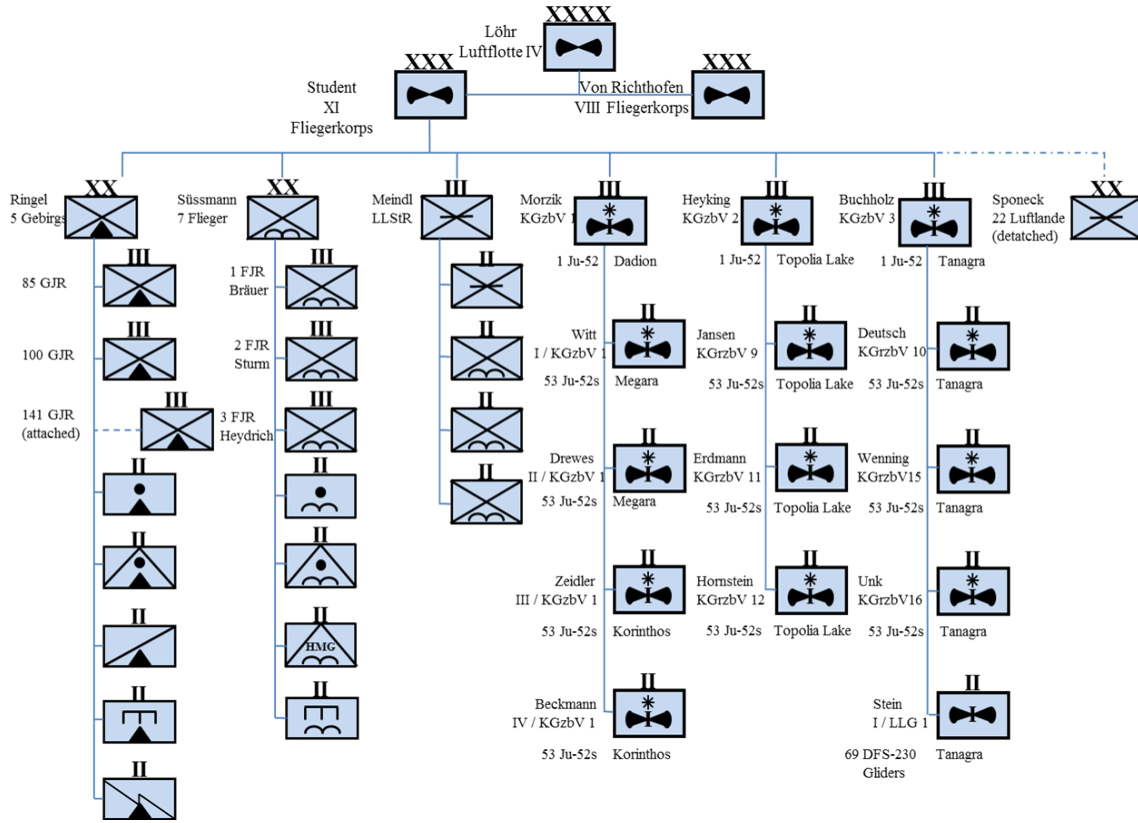 XXXX
Löhr
Luftflotte IV
XXX
Student
XI
Fliegerkorps
XXX
Von Richthofen
VIII Fliegerkorps
XX
Ringel
5 Gebirgs
XX
Süssmann
7 Flieger
III
Meindl
LLStR
III
Morzik
KGzbV 1
I
1 Ju-52
Dadion
III
Heyking
KGzbV 2
I
1 Ju-52
Topolia Lake
III
Buchholz
KGzbV 3
I
1 Ju-52
Tanagra
XX
Sponeck
22 Luftlande
(detatched)
III
85 GJR
III
100 GJR
III
141 GJR
(attached)
II
II
II
II
II
III
1 FJR
Bräuer
III
2 FJR
Sturm
III
3 FJR
Heydrich
II
II
II
HMG
II
II
II
II
II
II
Witt
I / KGzbV 1
I
53 Ju-52s
Megara
II
Drewes
II / KGzbV 1
I
53 Ju-52s
Megara
II
Zeidler
III / KGzbV 1
I
53 Ju-52s
Korinthos
II
Beckmann
IV / KGzbV 1
I
53 Ju-52s
Korinthos
II
Jansen
KGrzbV 9
I
53 Ju-52s
Topolia Lake
II
Erdmann
KGrzbV 11
I
53 Ju-52s
Topolia Lake
II
Hornstein
KGrzbV 12
I
53 Ju-52s
Topolia Lake
II
Deutsch
KGrzbV 10
I
53 Ju-52s
Tanagra
II
Wenning
KGrzbV15
I
53 Ju-52s
Tanagra
II
Unk
KGrzbV16
I
53 Ju-52s
Tanagra
II
Stein
I / LLG 1
I
69 DFS-230
Gliders
Tanagra